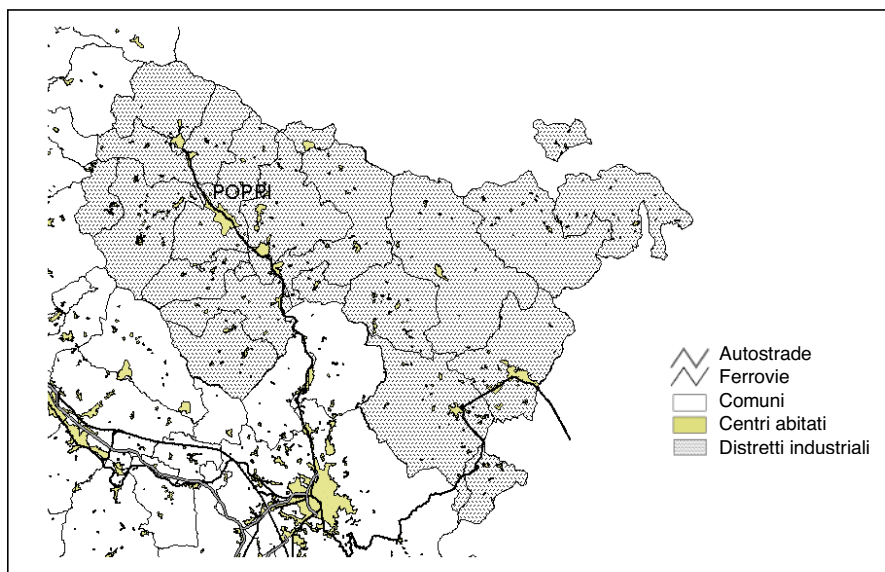 POPPI
Autostrade
Ferrovie
Comuni
Centri abitati
Distretti industriali